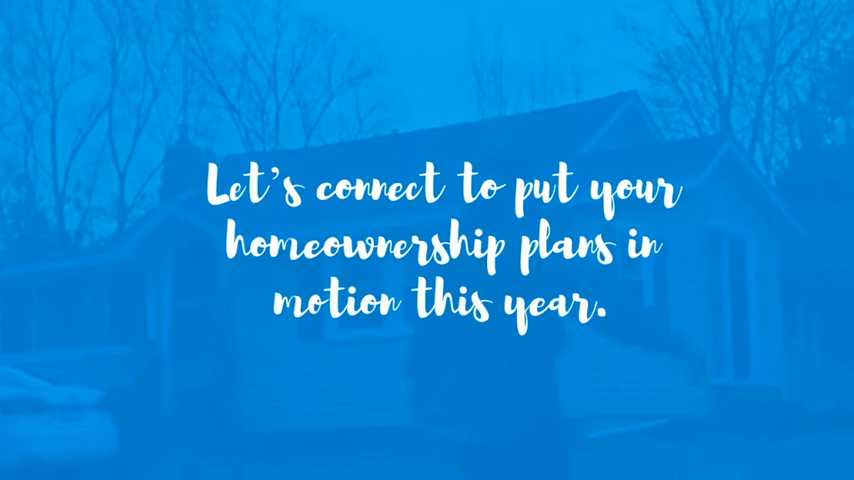 Let's connect to put your
homeownership plans in
motion this year.